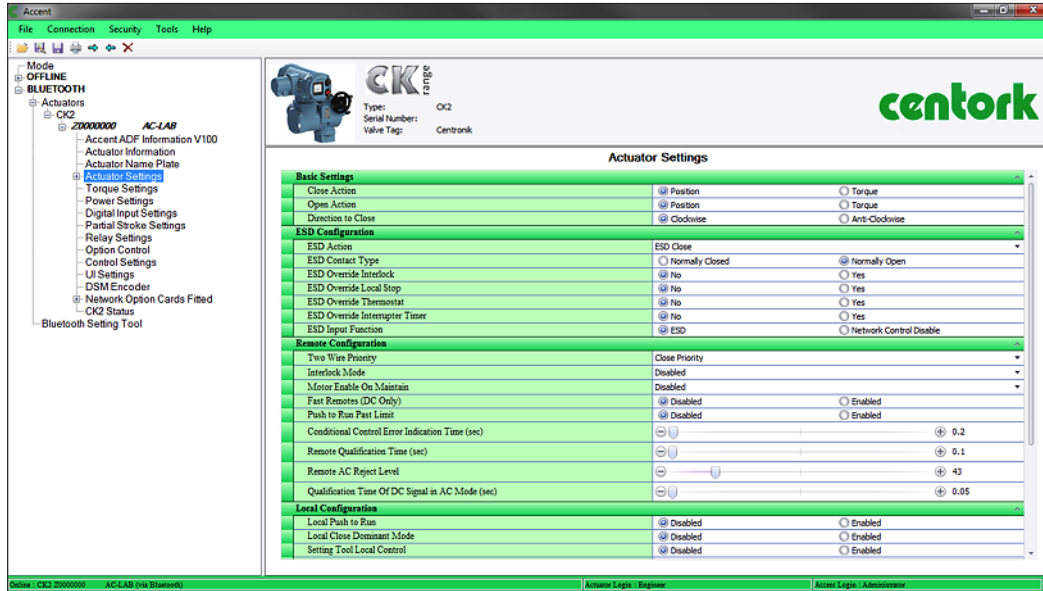 Accent
File Connection Security Tools Help
Mode
OFFLINE
BLUETOOTH
Actuators
CK2
Z0000000 AC-LAB
Accent ADF Information V100
Actuator Information
Actuator Name Plate
Actuator Settings
Torque Settings
Power Settings
Digital Input Settings
Partial Stroke Settings
Relay Settings
Option Control
Control Settings
UI Settings
DSM Encoder
Network Option Cards Fitted
CK2 Status
Bluetooth Setting Tool
CK range
Type: CK2
Serial Number:
Valve Tag: Centronik
centork
Actuator Settings
Basic Settings
Close Action Position Torque
Open Action Position Torque
Direction to Close Clockwise Anti-Clockwise
ESD Configuration
ESD Action ESD Close
ESD Contact Type Normally Closed Normally Open
ESD Override Interlock No Yes
ESD Override Local Stop No Yes
ESD Override Thermostat No Yes
ESD Override Interrupter Timer No Yes
ESD Input Function ESD Network Control Disable
Remote Configuration
Two Wire Priority Close Priority
Interlock Mode Disabled
Motor Enable On Maintain Disabled
Fast Remotes (DC Only) Disabled Enabled
Push to Run Past Limit Disabled Enabled
Conditional Control Error Indication Time (sec) 0.2
Remote Qualification Time (sec) 0.1
Remote AC Reject Level 43
Qualification Time Of DC Signal in AC Mode (sec) 0.05
Local Configuration
Local Push to Run Disabled Enabled
Local Close Dominant Mode Disabled Enabled
Setting Tool Local Control Disabled Enabled
Online : CK2 Z0000000 AC-LAB (via Bluetooth) Actuator Login : Engineer Accent Login : Administrator